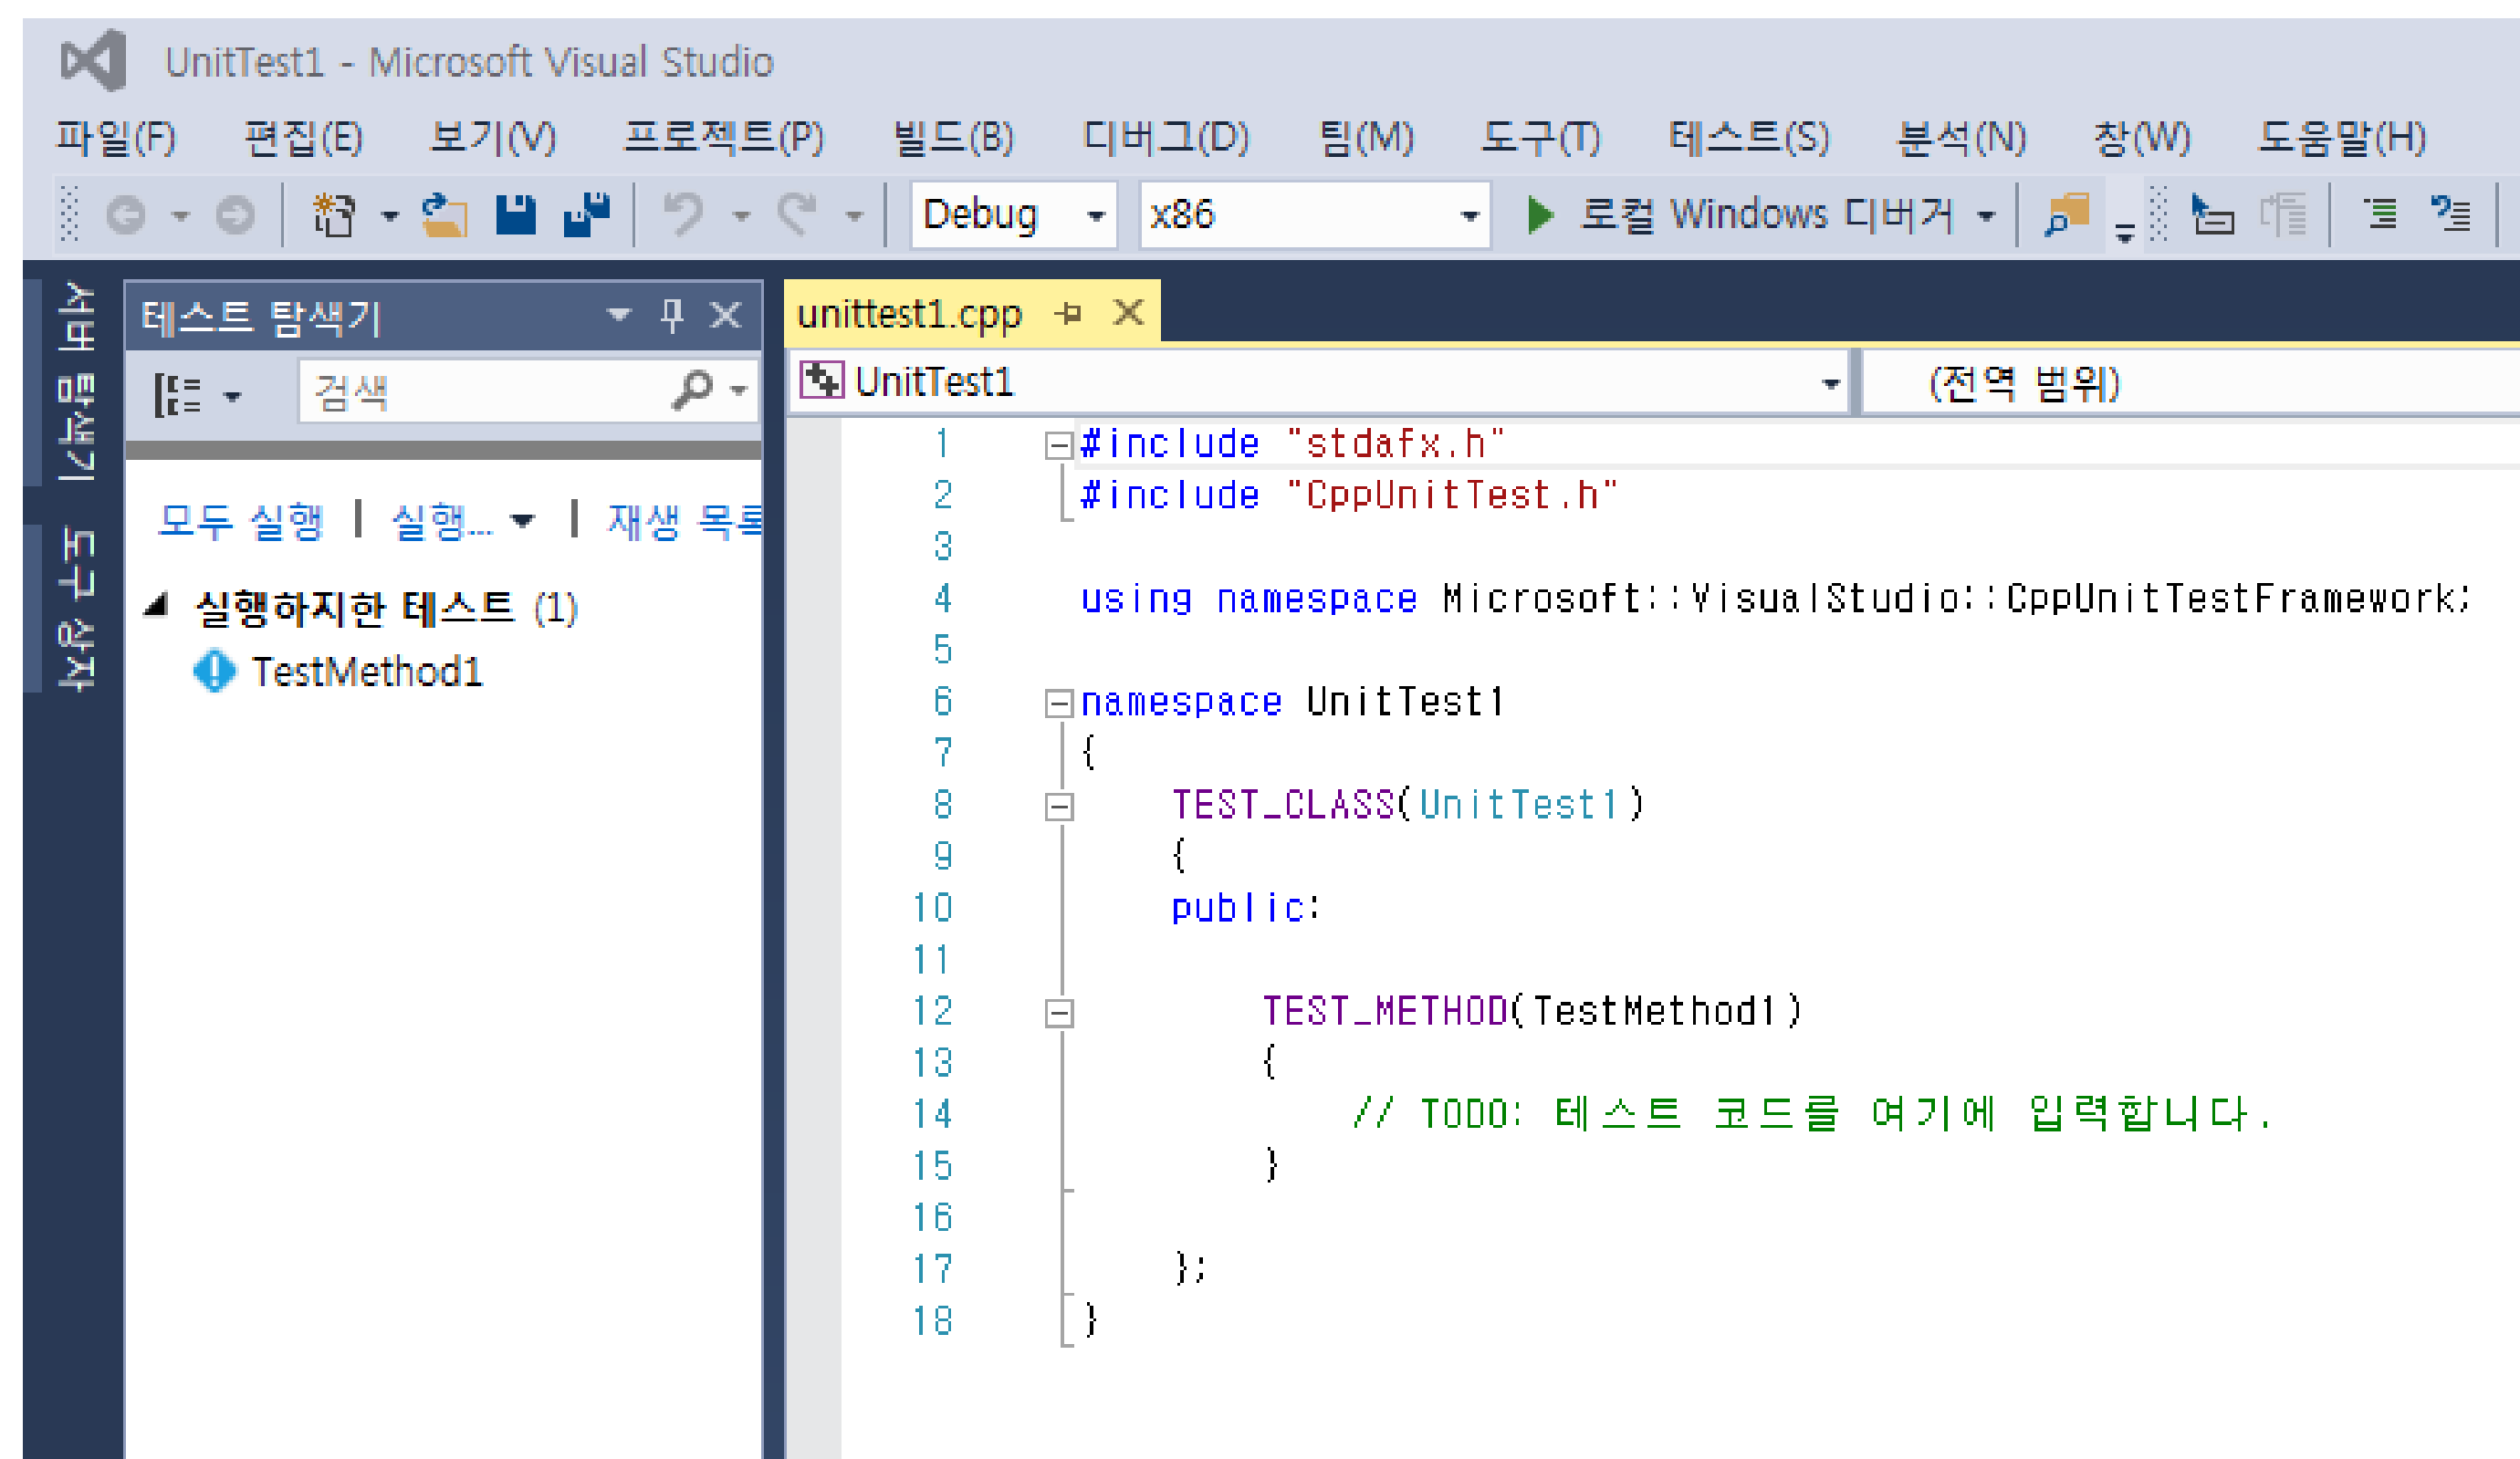 UnitTest1 - Microsoft Visual Studio
파일(F) 편집(E) 보기(V) 프로젝트(P) 빌드(B) 디버그(D) 팀(M) 도구(T) 테스트(S) 분석(N) 창(W) 도움말(H)
Debug x86 로컬 Windows 디버거
서버 탐색기
도구 상자
테스트 탐색기
검색
모두 실행 | 실행... | 재생 목록
실행하지한 테스트 (1)
TestMethod1
unittest1.cpp
UnitTest1 (전역 범위)
1 #include "stdafx.h"
2 #include "CppUnitTest.h"
3
4 using namespace Microsoft::VisualStudio::CppUnitTestFramework;
5
6 namespace UnitTest1
7 {
8 TEST_CLASS(UnitTest1)
9 {
10 public:
11
12 TEST_METHOD(TestMethod1)
13 {
14 // TODO: 테스트 코드를 여기에 입력합니다.
15 }
16
17 };
18 }